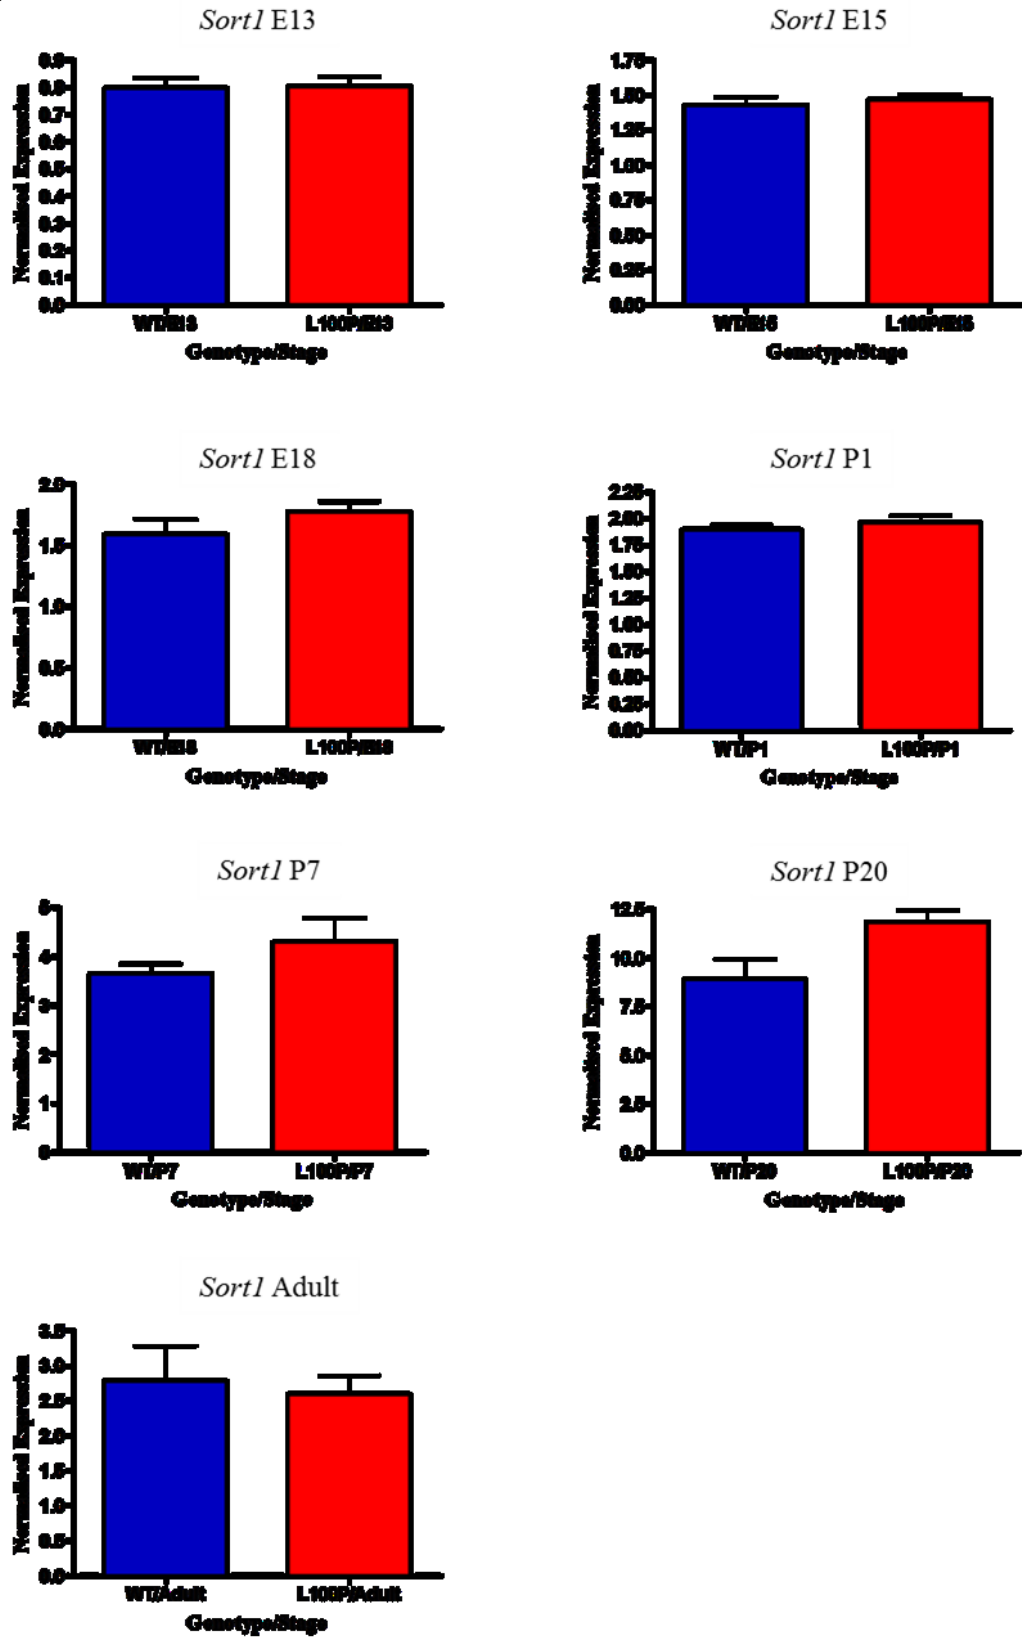 Sort1 E13
Normalised Expression
0.9
0.8
0.7
0.6
0.5
0.4
0.3
0.2
0.1
0.0
WT/E13 L100P/E13
Genotype/Stage
Sort1 E15
Normalised Expression
1.75
1.50
1.25
1.00
0.75
0.50
0.25
0.00
WT/E15 L100P/E15
Genotype/Stage
Sort1 E18
Normalised Expression
2.0
1.5
1.0
0.5
0.0
WT/E18 L100P/E18
Genotype/Stage
Sort1 P1
Normalised Expression
2.25
2.00
1.75
1.50
1.25
1.00
0.75
0.50
0.25
0.00
WT/P1 L100P/P1
Genotype/Stage
Sort1 P7
Normalised Expression
5
4
3
2
1
0
WT/P7 L100P/P7
Genotype/Stage
Sort1 P20
Normalised Expression
12.5
10.0
7.5
5.0
2.5
0.0
WT/P20 L100P/P20
Genotype/Stage
Sort1 Adult
Normalised Expression
3.5
3.0
2.5
2.0
1.5
1.0
0.5
0.0
WT/Adult L100P/Adult
Genotype/Stage